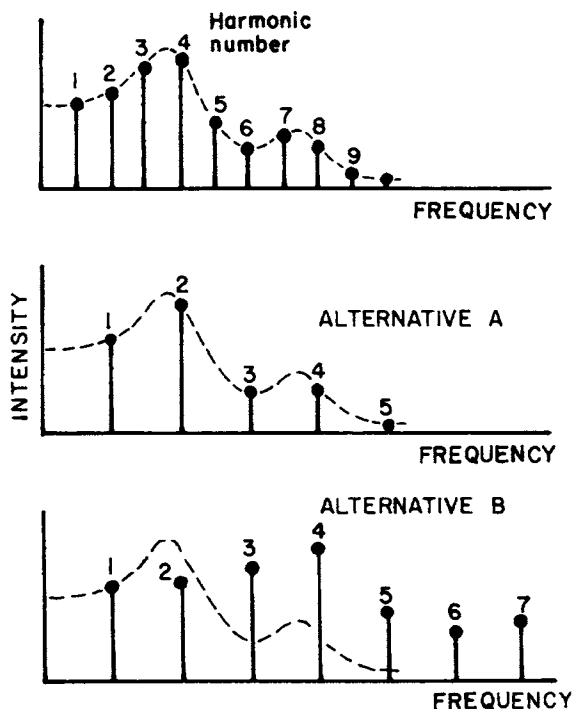 Harmonic
number
1 2 3 4 5 6 7 8 9
FREQUENCY
INTENSITY
ALTERNATIVE A
1 2 3 4 5
FREQUENCY
ALTERNATIVE B
1 2 3 4 5 6 7
FREQUENCY